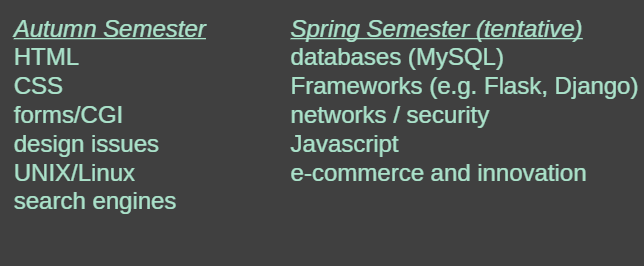 Autumn Semester
HTML
CSS
forms/CGI
design issues
UNIX/Linux
search engines
Spring Semester (tentative)
databases (MySQL)
Frameworks (e.g. Flask, Django)
networks / security
Javascript
e-commerce and innovation